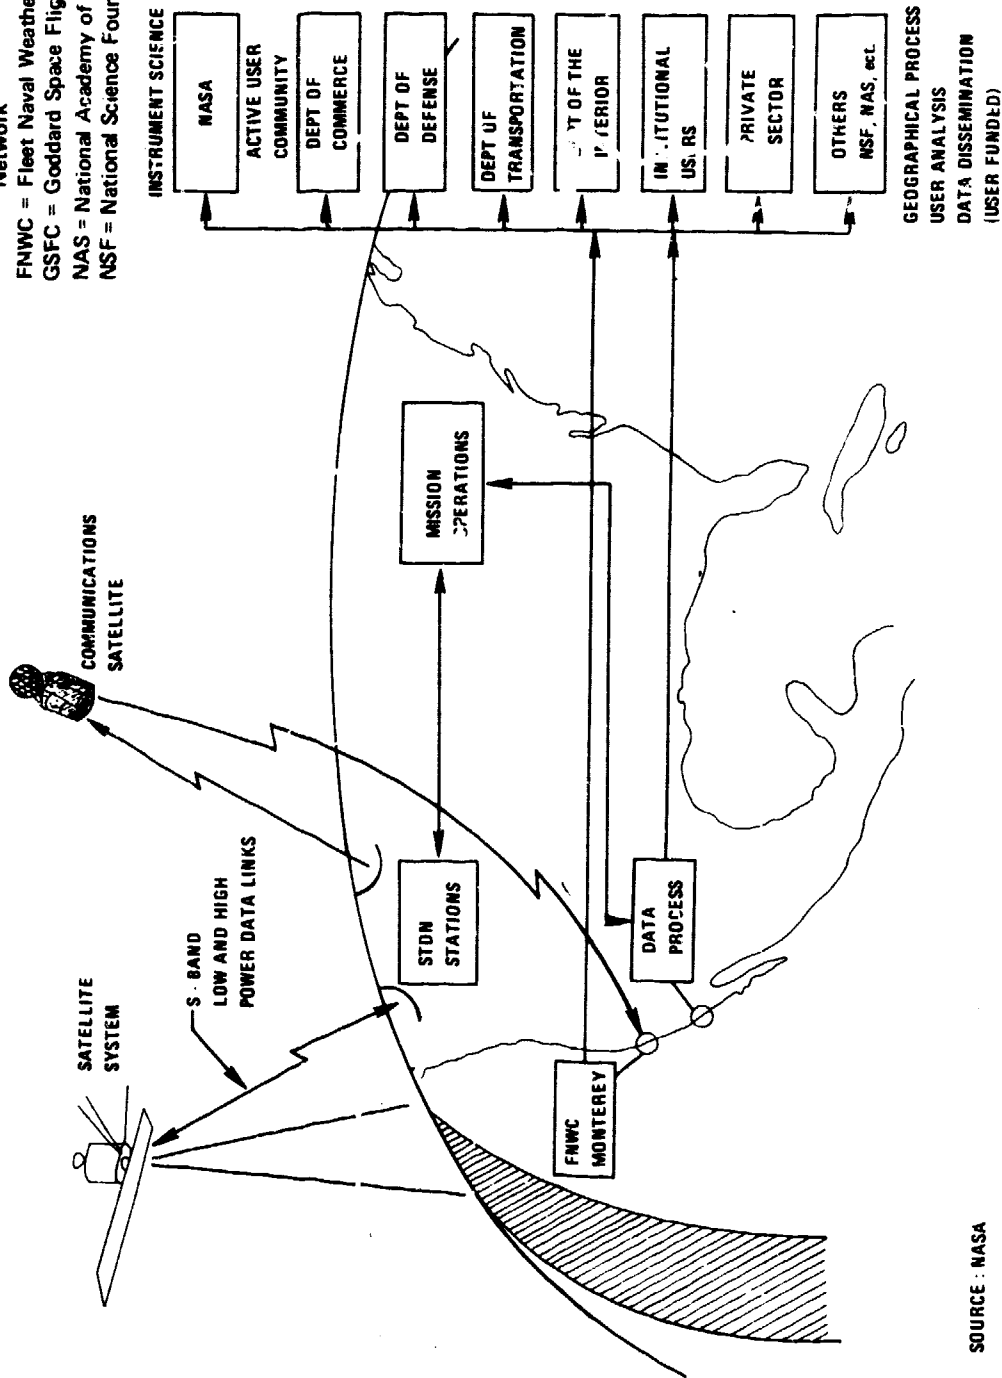 Network
FNWC = Fleet Naval Weathe
GSFC = Goddard Space Flig
NAS = National Academy of
NSF = National Science Four
SATELLITE
SYSTEM
S - BAND
LOW AND HIGH
POWER DATA LINKS
COMMUNICATIONS
SATELLITE
INSTRUMENT SCIENCE
NASA
ACTIVE USER
COMMUNITY
DEPT OF
COMMERCE
DEPT OF
DEFENSE
DEPT OF
TRANSPORTATION
OF THE
INSTITUTIONAL
USERS
PRIVATE
SECTOR
OTHERS
NSF, NAS, ect.
GEOGRAPHICAL PROCESS
USER ANALYSIS
DATA DISSEMINATION
(USER FUNDED)
STDN
STATIONS
MISSION
OPERATIONS
FNWC
MONTEREY
DATA
PROCESS
SOURCE : NASA